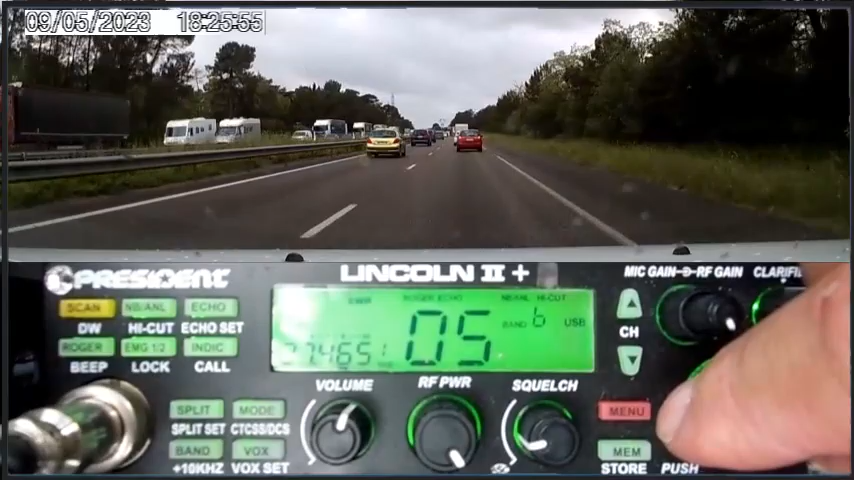 09/05/2023 18:25:55
PRESIDENT
LINCOLN II +
MIC GAIN RF GAIN CLARIFI
SCAN NB/ANL ECHO
DW HI-CUT ECHO SET
ROGER EMG 1/2 INDIC
BEEP LOCK CALL
ROGER ECHO NB/ANL HI-CUT
05 BAND b USB
27.4651
CH
VOLUME RF PWR SQUELCH
SPLIT MODE
SPLIT SET CTCSS/DCS
BAND VOX
+10KHZ VOX SET
MENU
MEM
STORE PUSH